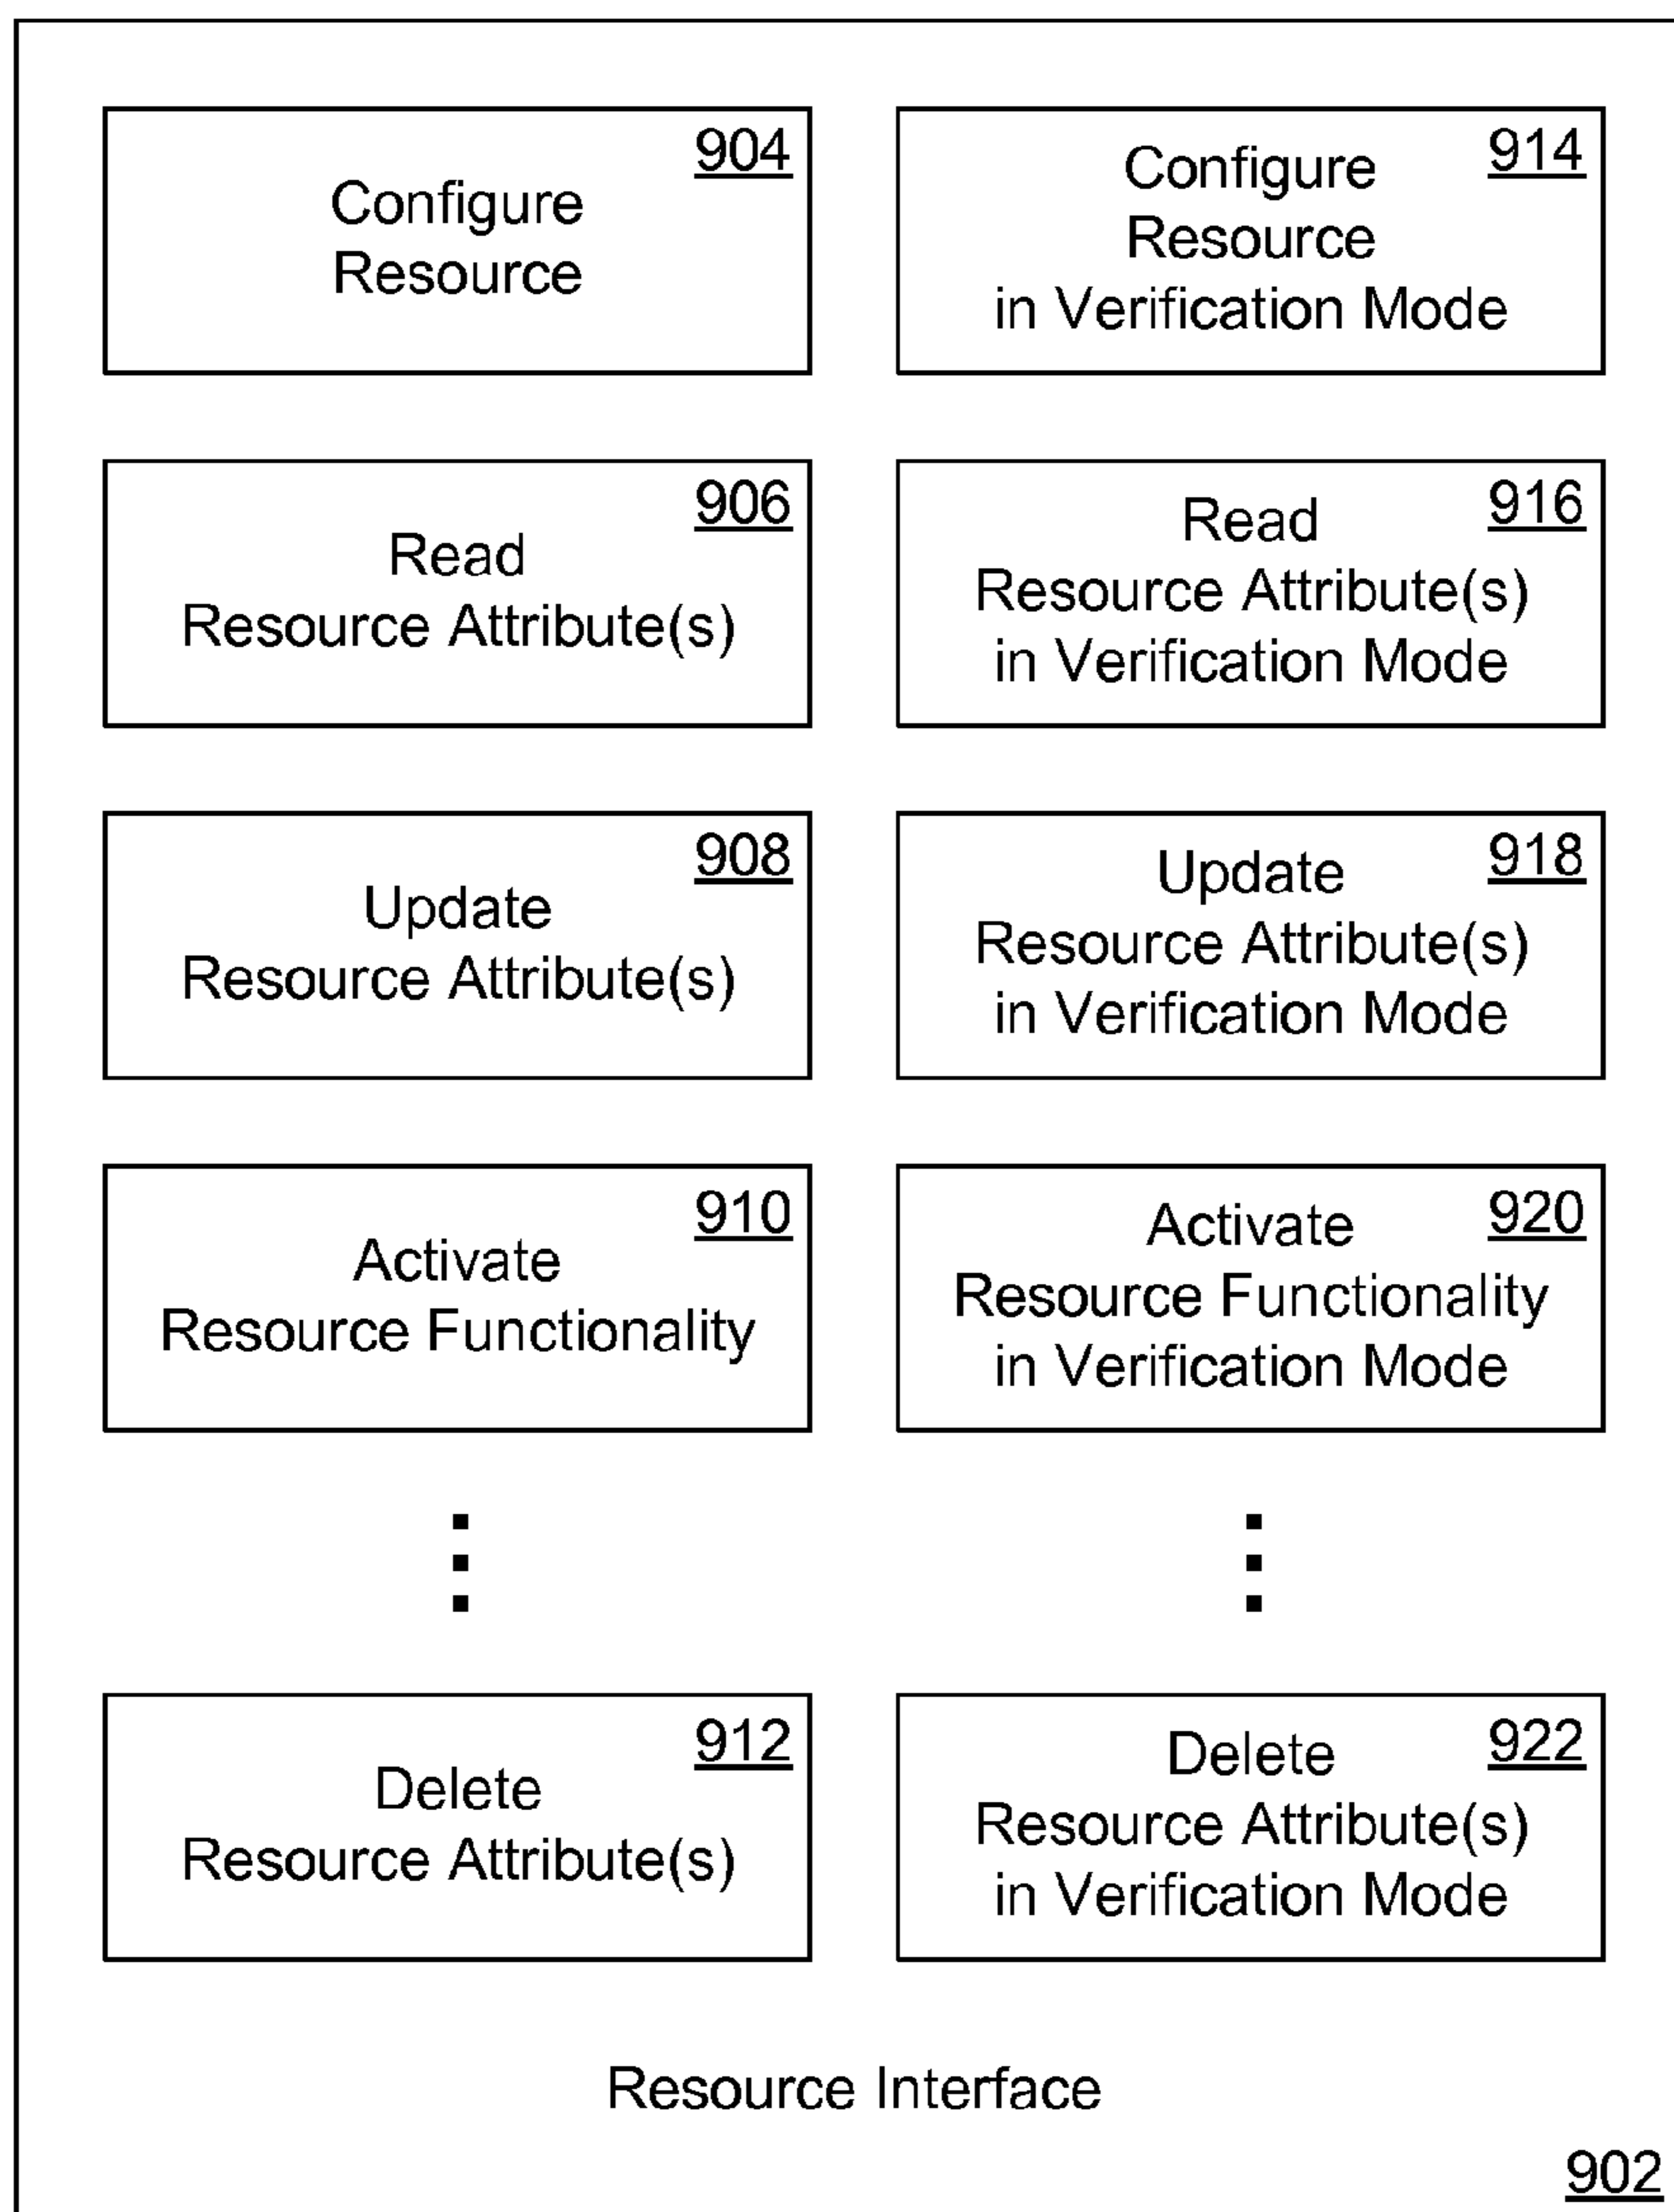 904
Configure
Resource
914
Configure
Resource
in Verification Mode
906
Read
Resource Attribute(s)
916
Read
Resource Attribute(s)
in Verification Mode
908
Update
Resource Attribute(s)
918
Update
Resource Attribute(s)
in Verification Mode
910
Activate
Resource Functionality
920
Activate
Resource Functionality
in Verification Mode
912
Delete
Resource Attribute(s)
922
Delete
Resource Attribute(s)
in Verification Mode
Resource Interface
902